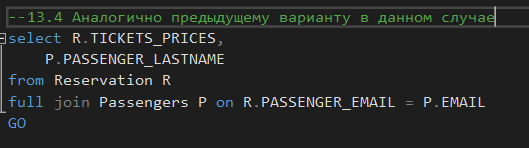 --13.4 Аналогично предыдущему варианту в данном случае
select R.TICKETS_PRICES,
P.PASSENGER_LASTNAME
from Reservation R
full join Passengers P on R.PASSENGER_EMAIL = P.EMAIL
GO